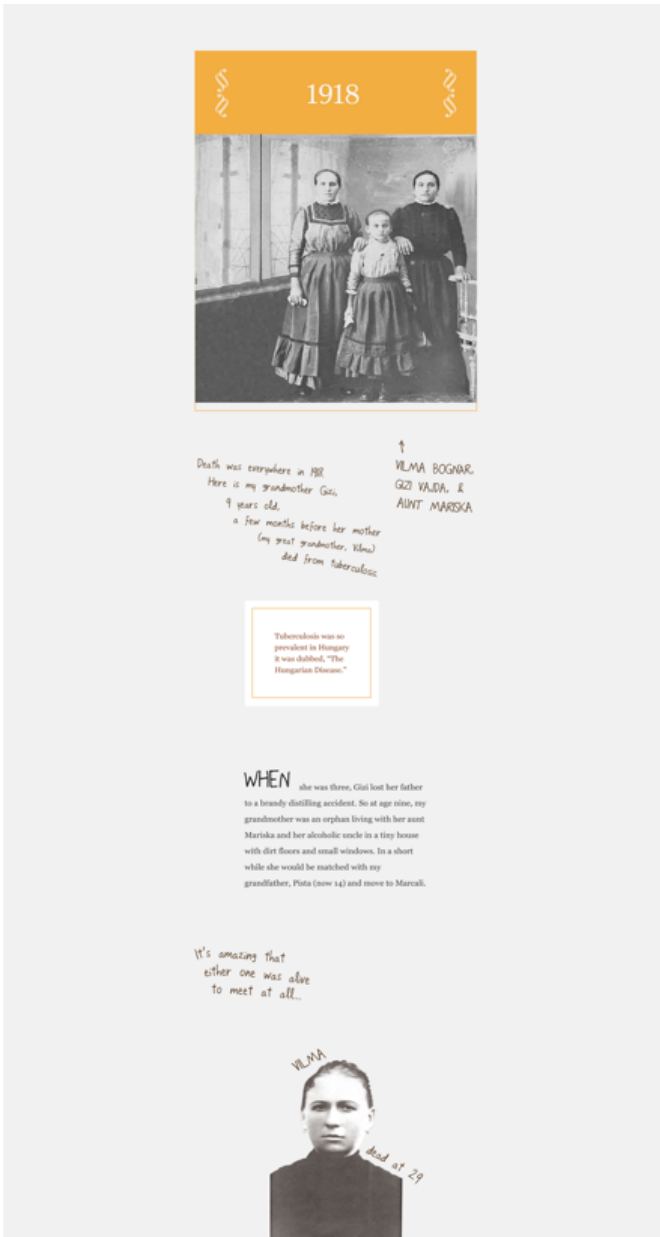 1918
↑
VILMA BOGNAR,
GIZI VAJDA, &
AUNT MARISKA
Death was everywhere in 1918.
Here is my grandmother Gizi,
9 years old,
a few months before her mother
(my great grandmother, Vilma)
died from tuberculosis.
Tuberculosis was so
prevalent in Hungary
it was dubbed, "The
Hungarian Disease."
WHEN she was three, Gizi lost her father
to a brandy distilling accident. So at age nine, my
grandmother was an orphan living with her aunt
Mariska and her alcoholic uncle in a tiny house
with dirt floors and small windows. In a short
while she would be matched with my
grandfather, Pista (now 14) and move to Marcali.
It's amazing that
either one was alive
to meet at all...
VILMA
dead at 29